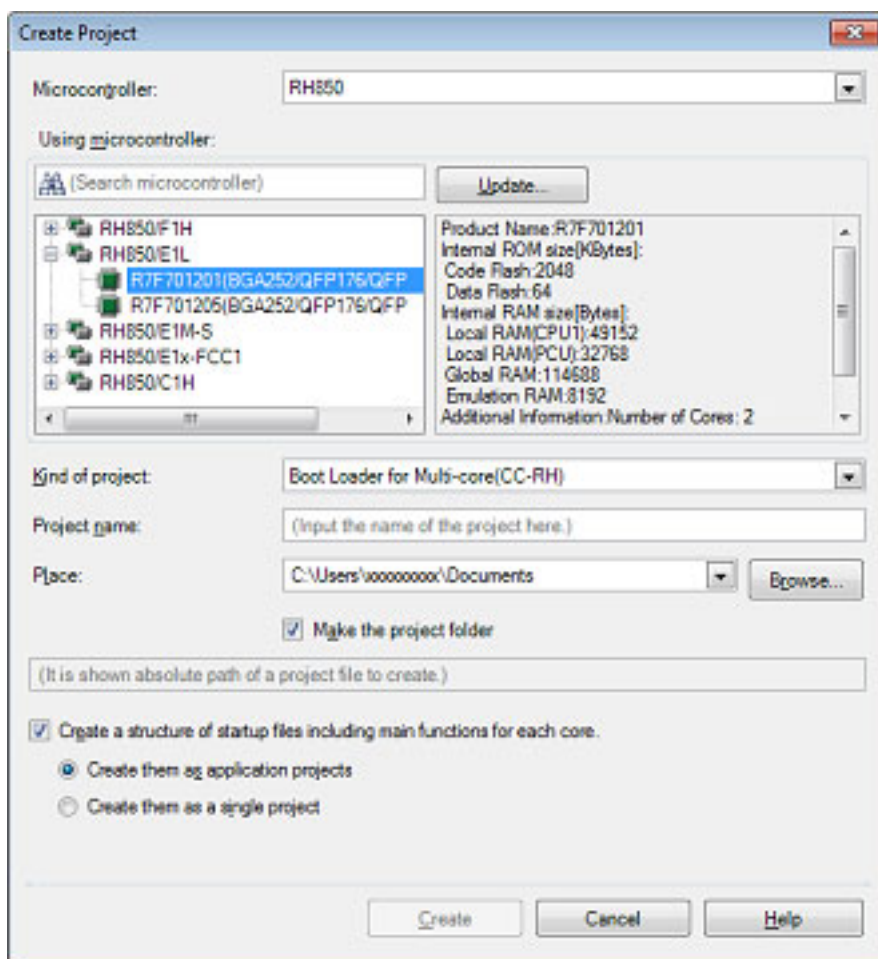 Create Project
Microcontroller:
RH850
Using microcontroller:
(Search microcontroller)
Update...
RH850/F1H
RH850/E1L
R7F701201(BGA252/QFP176/QFP
R7F701205(BGA252/QFP176/QFP
RH850/E1M-S
RH850/E1x-FCC1
RH850/C1H
Product Name:R7F701201
Internal ROM size[KBytes]:
Code Flash:2048
Data Flash:64
Internal RAM size[Bytes]:
Local RAM(CPU1):49152
Local RAM(PCU):32768
Global RAM:114688
Emulation RAM:8192
Additional Information:Number of Cores: 2
Kind of project:
Boot Loader for Multi-core(CC-RH)
Project name:
(Input the name of the project here.)
Place:
C:\Users\xxxxxxxxx\Documents
Browse...
Make the project folder
(It is shown absolute path of a project file to create.)
Create a structure of startup files including main functions for each core.
Create them as application projects
Create them as a single project
Create
Cancel
Help